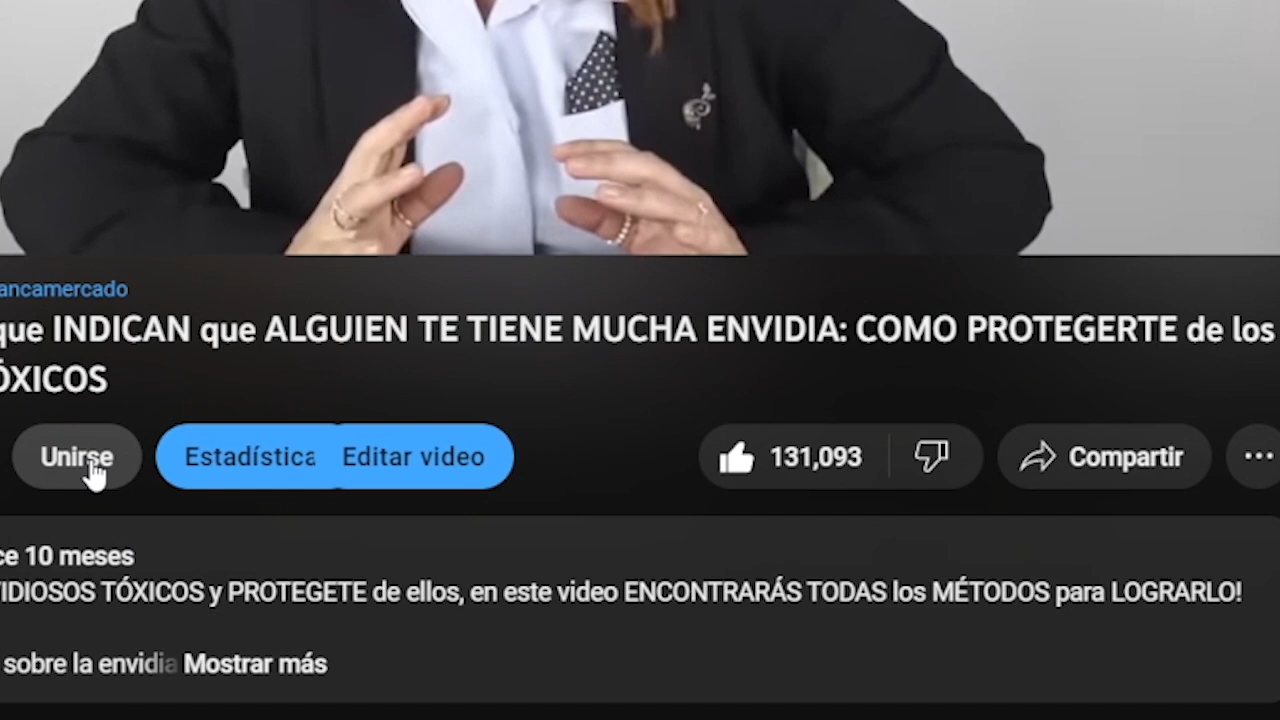 ancamercado
que INDICAN que ALGUIEN TE TIENE MUCHA ENVIDIA: COMO PROTEGERTE de los
ÓXICOS
Unirse Estadística Editar video 131,093 Compartir
ce 10 meses
IDIOSOS TÓXICOS y PROTEGETE de ellos, en este video ENCONTRARÁS TODAS los MÉTODOS para LOGRARLO!
sobre la envidia Mostrar más